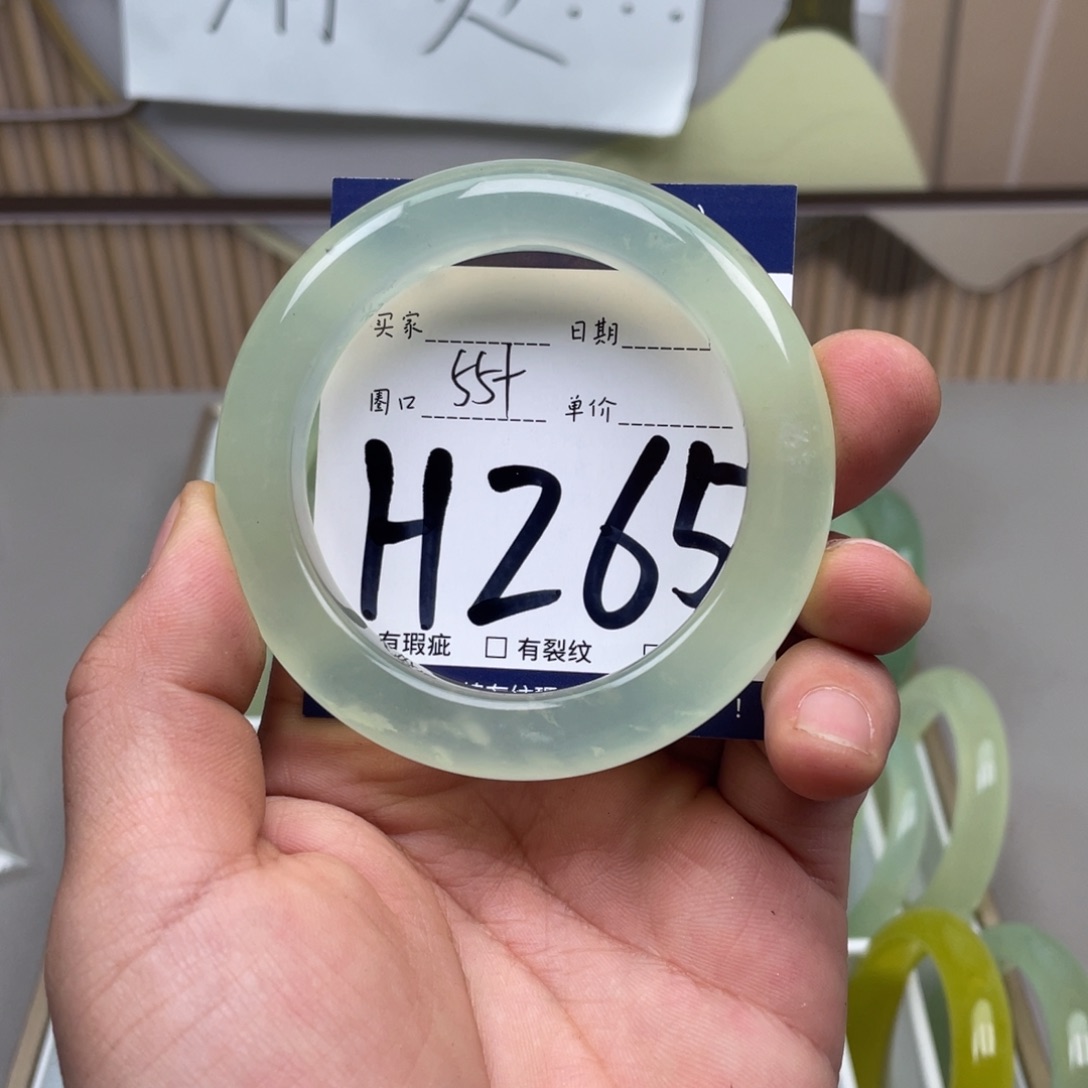 买家 日期
55+
圈口 单价
H265
有瑕疵 □ 有裂纹 □
!